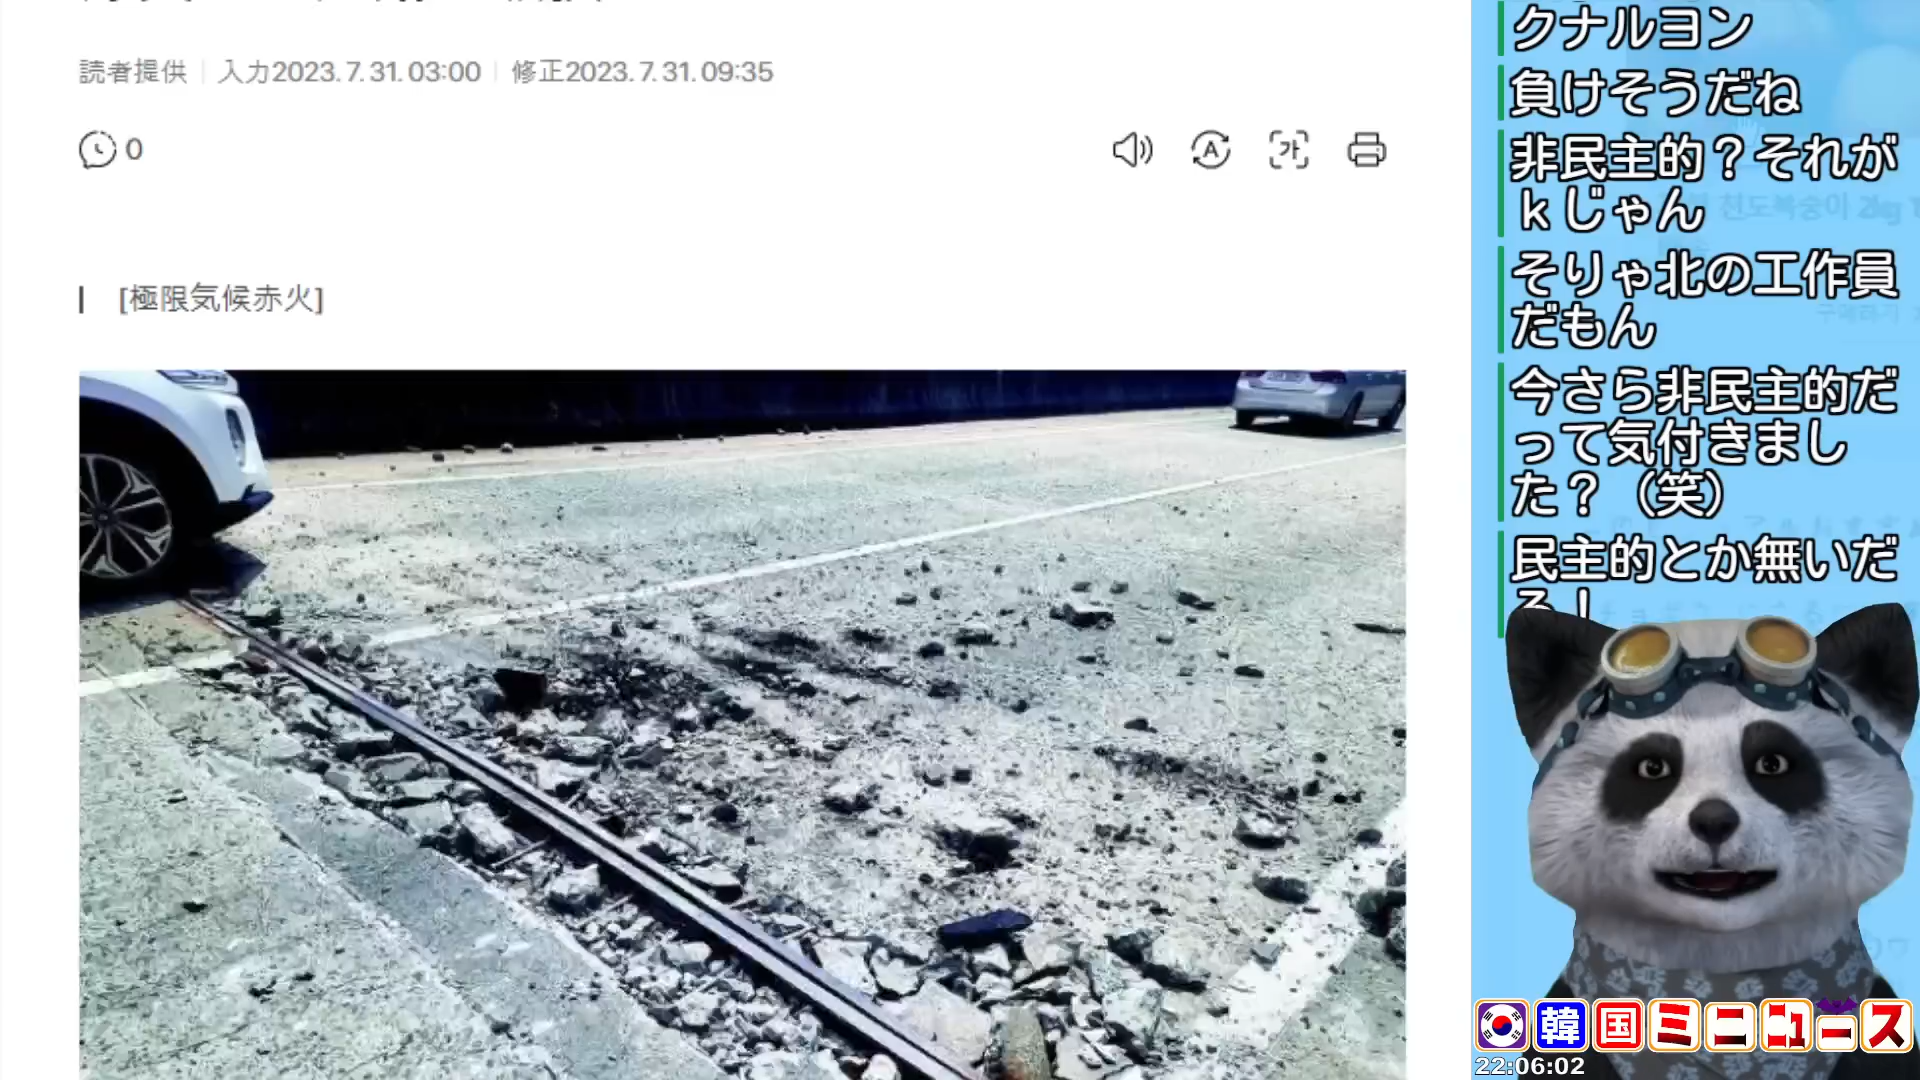 読者提供 | 入力2023.7.31.03:00 | 修正2023.7.31.09:35
0
A
가
[極限気候赤火]
クナルヨン
負けそうだね
非民主的？それが
ｋじゃん
そりゃ北の工作員
だもん
今さら非民主的だ
って気付きまし
た？（笑）
民主的とか無いだ
ろ！
韓国ミニニュース
22:06:02